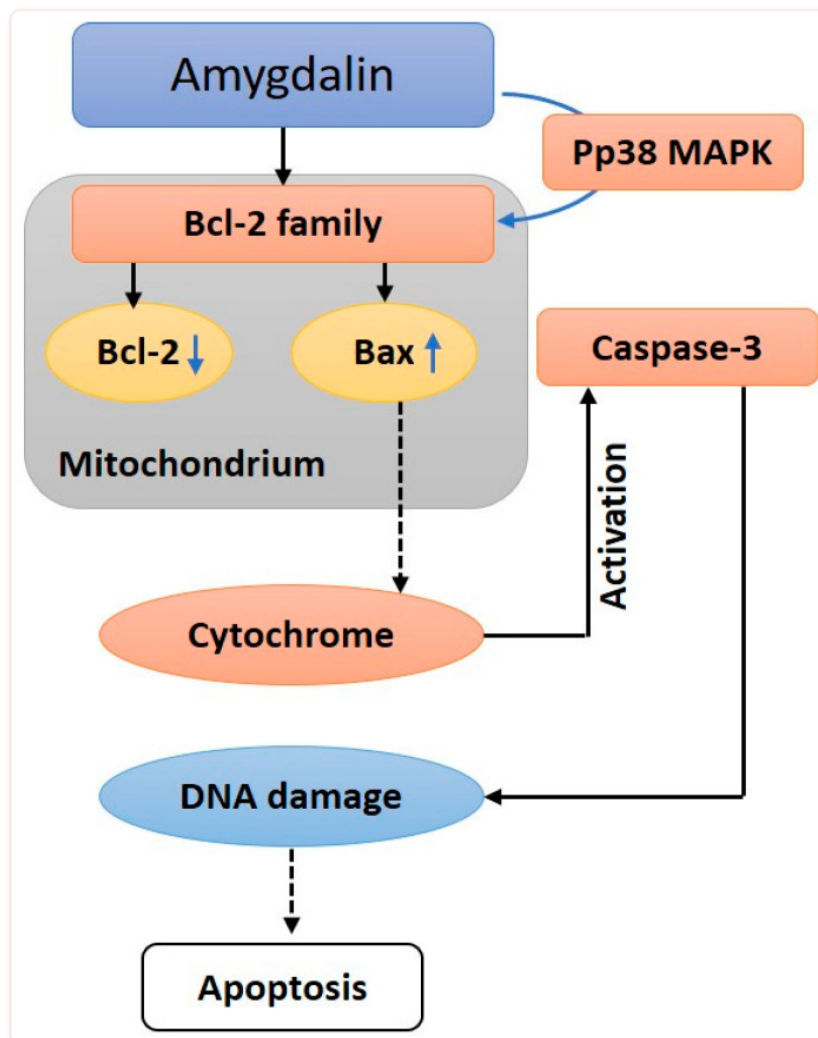 Amygdalin
Pp38 MAPK
Bcl-2 family
Bcl-2
Bax
Caspase-3
Mitochondrium
Activation
Cytochrome
DNA damage
Apoptosis